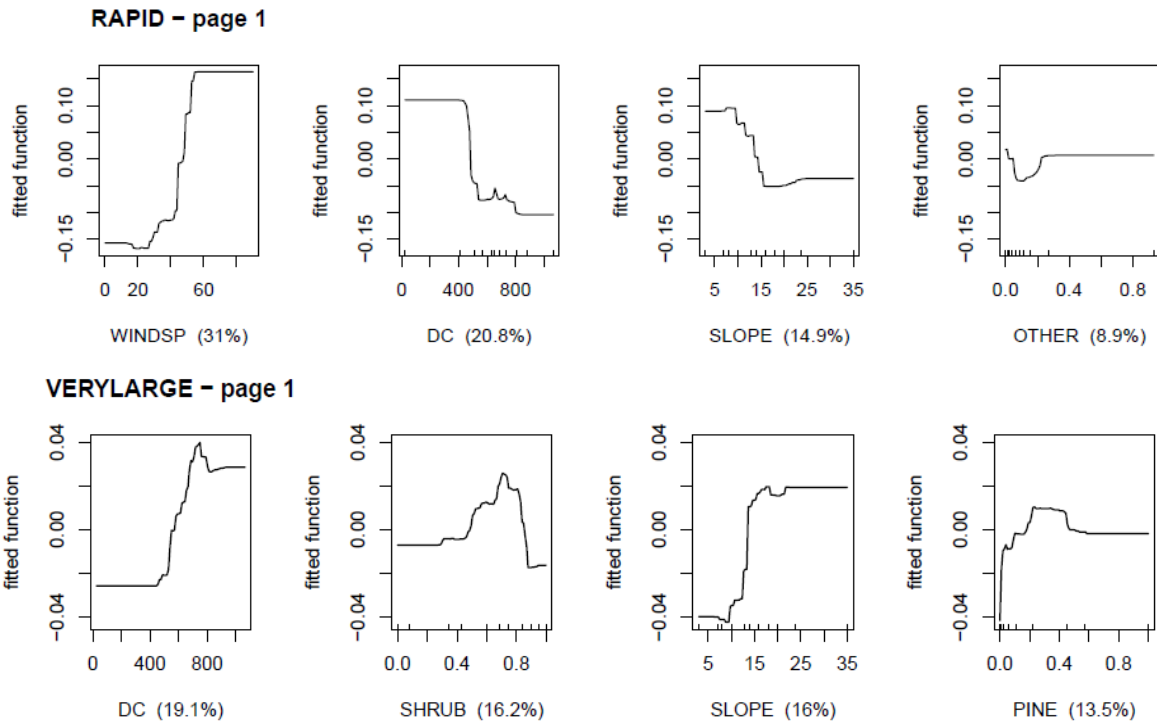 RAPID − page 1
fitted function
−0.15 0.00 0.10
0 20 60
WINDSP (31%)
fitted function
−0.15 0.00 0.10
0 400 800
DC (20.8%)
fitted function
−0.15 0.00 0.10
5 15 25 35
SLOPE (14.9%)
fitted function
−0.15 0.00 0.10
0.0 0.4 0.8
OTHER (8.9%)
VERYLARGE − page 1
fitted function
−0.04 0.00 0.04
0 400 800
DC (19.1%)
fitted function
−0.04 0.00 0.04
0.0 0.4 0.8
SHRUB (16.2%)
fitted function
−0.04 0.00 0.04
5 15 25 35
SLOPE (16%)
fitted function
−0.04 0.00 0.04
0.0 0.4 0.8
PINE (13.5%)